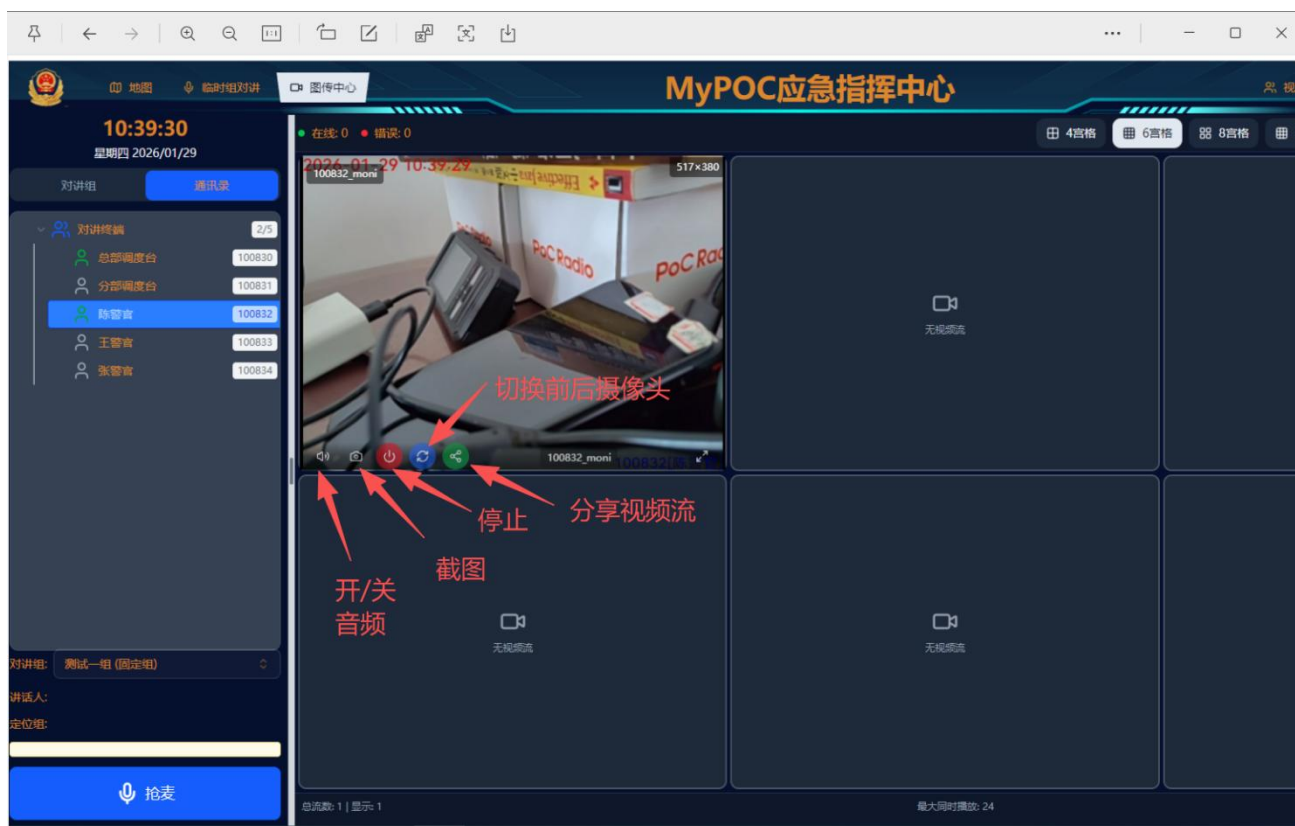 地图
临时组对讲
图传中心
MyPOC应急指挥中心
视
10:39:30
星期四 2026/01/29
在线: 0
错误: 0
4宫格
6宫格
8宫格
对讲组
通讯录
对讲终端
2/5
总部调度台
100830
分部调度台
100831
陈警官
100832
王警官
100833
张警官
100834
2026-01-29 10:39:29
100832_moni
517×380
Effective
PoC Radio
PoC Rad
切换前后摄像头
100832_moni
分享视频流
停止
截图
开/关
音频
无视频流
无视频流
无视频流
对讲组:
测试一组 (固定组)
讲话人:
定位组:
抢麦
总流数: 1 | 显示: 1
最大同时播放: 24